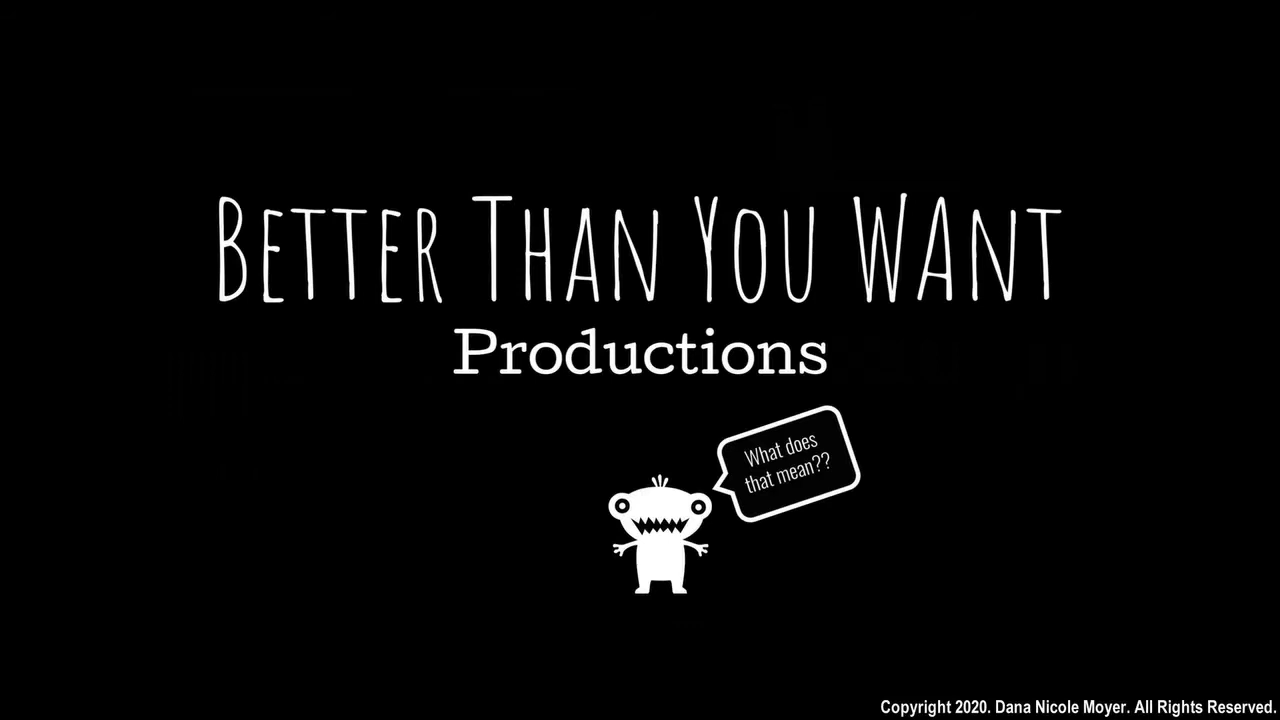 Better Than You Want
Productions
What does
that mean??
Copyright 2020. Dana Nicole Moyer. All Rights Reserved.